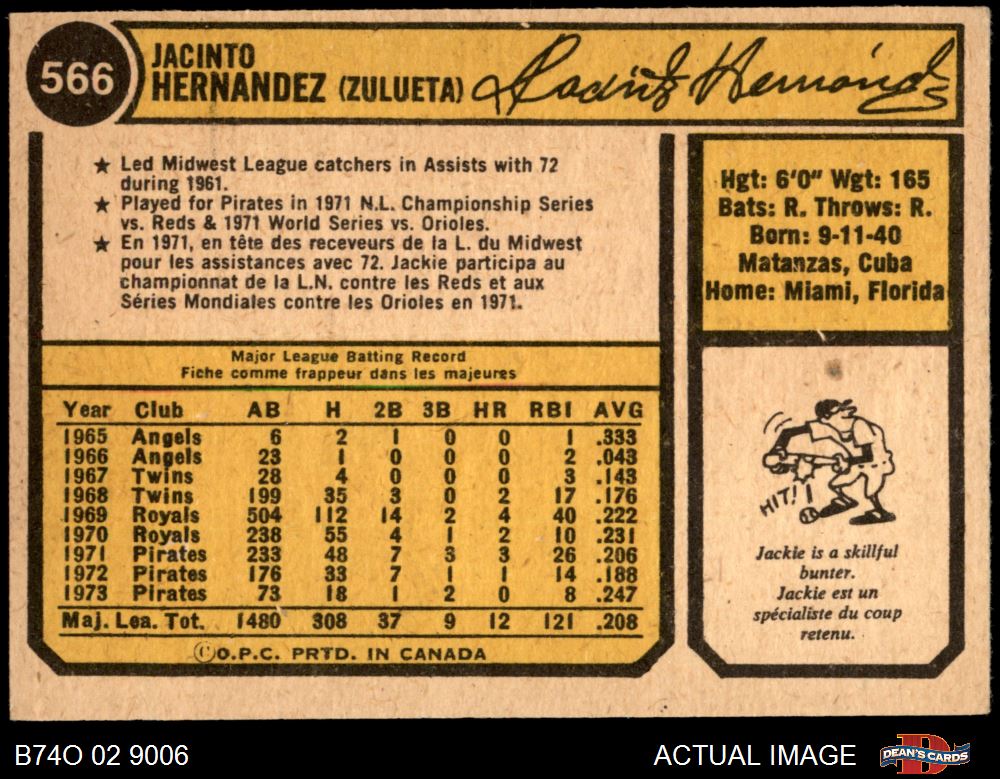 566
JACINTO
HERNANDEZ (ZULUETA)
Jacinto Hernández
★ Led Midwest League catchers in Assists with 72
during 1961.
★ Played for Pirates in 1971 N.L. Championship Series
vs. Reds & 1971 World Series vs. Orioles.
★ En 1971, en tête des receveurs de la L. du Midwest
pour les assistances avec 72. Jackie participa au
championnat de la L.N. contre les Reds et aux
Séries Mondiales contre les Orioles en 1971.
Hgt: 6'0" Wgt: 165
Bats: R. Throws: R.
Born: 9-11-40
Matanzas, Cuba
Home: Miami, Florida
Major League Batting Record
Fiche comme frappeur dans les majeures
Year Club AB H 2B 3B HR RBI AVG
1965 Angels 6 2 1 0 0 1 .333
1966 Angels 23 1 0 0 0 2 .043
1967 Twins 28 4 0 0 0 3 .143
1968 Twins 199 35 3 0 2 17 .176
1969 Royals 504 112 14 2 4 40 .222
1970 Royals 238 55 4 1 2 10 .231
1971 Pirates 233 48 7 3 3 26 .206
1972 Pirates 176 33 7 1 1 14 .188
1973 Pirates 73 18 1 2 0 8 .247
Maj. Lea. Tot. 1480 308 37 9 12 121 .208
©O.P.C. PRTD. IN CANADA
HIT!
Jackie is a skillful
bunter.
Jackie est un
spécialiste du coup
retenu.
B74O 02 9006
ACTUAL IMAGE
D
DEAN'S CARDS